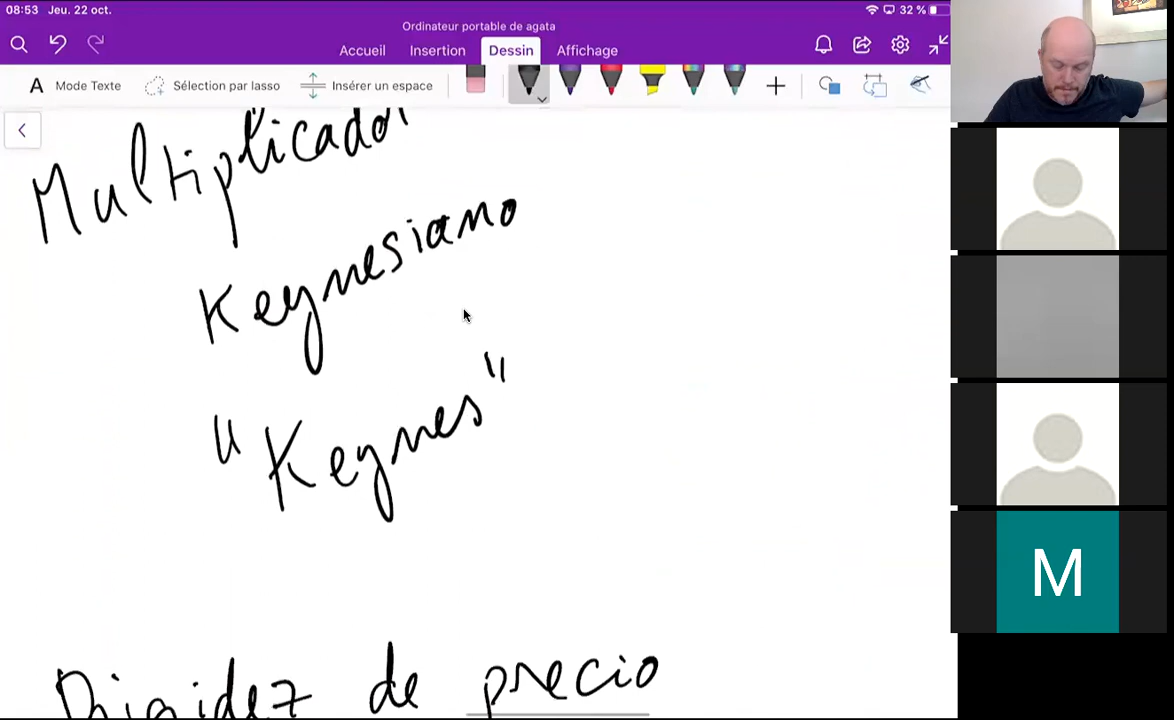 08:53 Jeu. 22 oct. 32 %
Ordinateur portable de agata
Accueil Insertion Dessin Affichage
A Mode Texte Sélection par lasso Insérer un espace
Multiplicador
Keynesiano
"Keynes"
Rigidez de precio
M